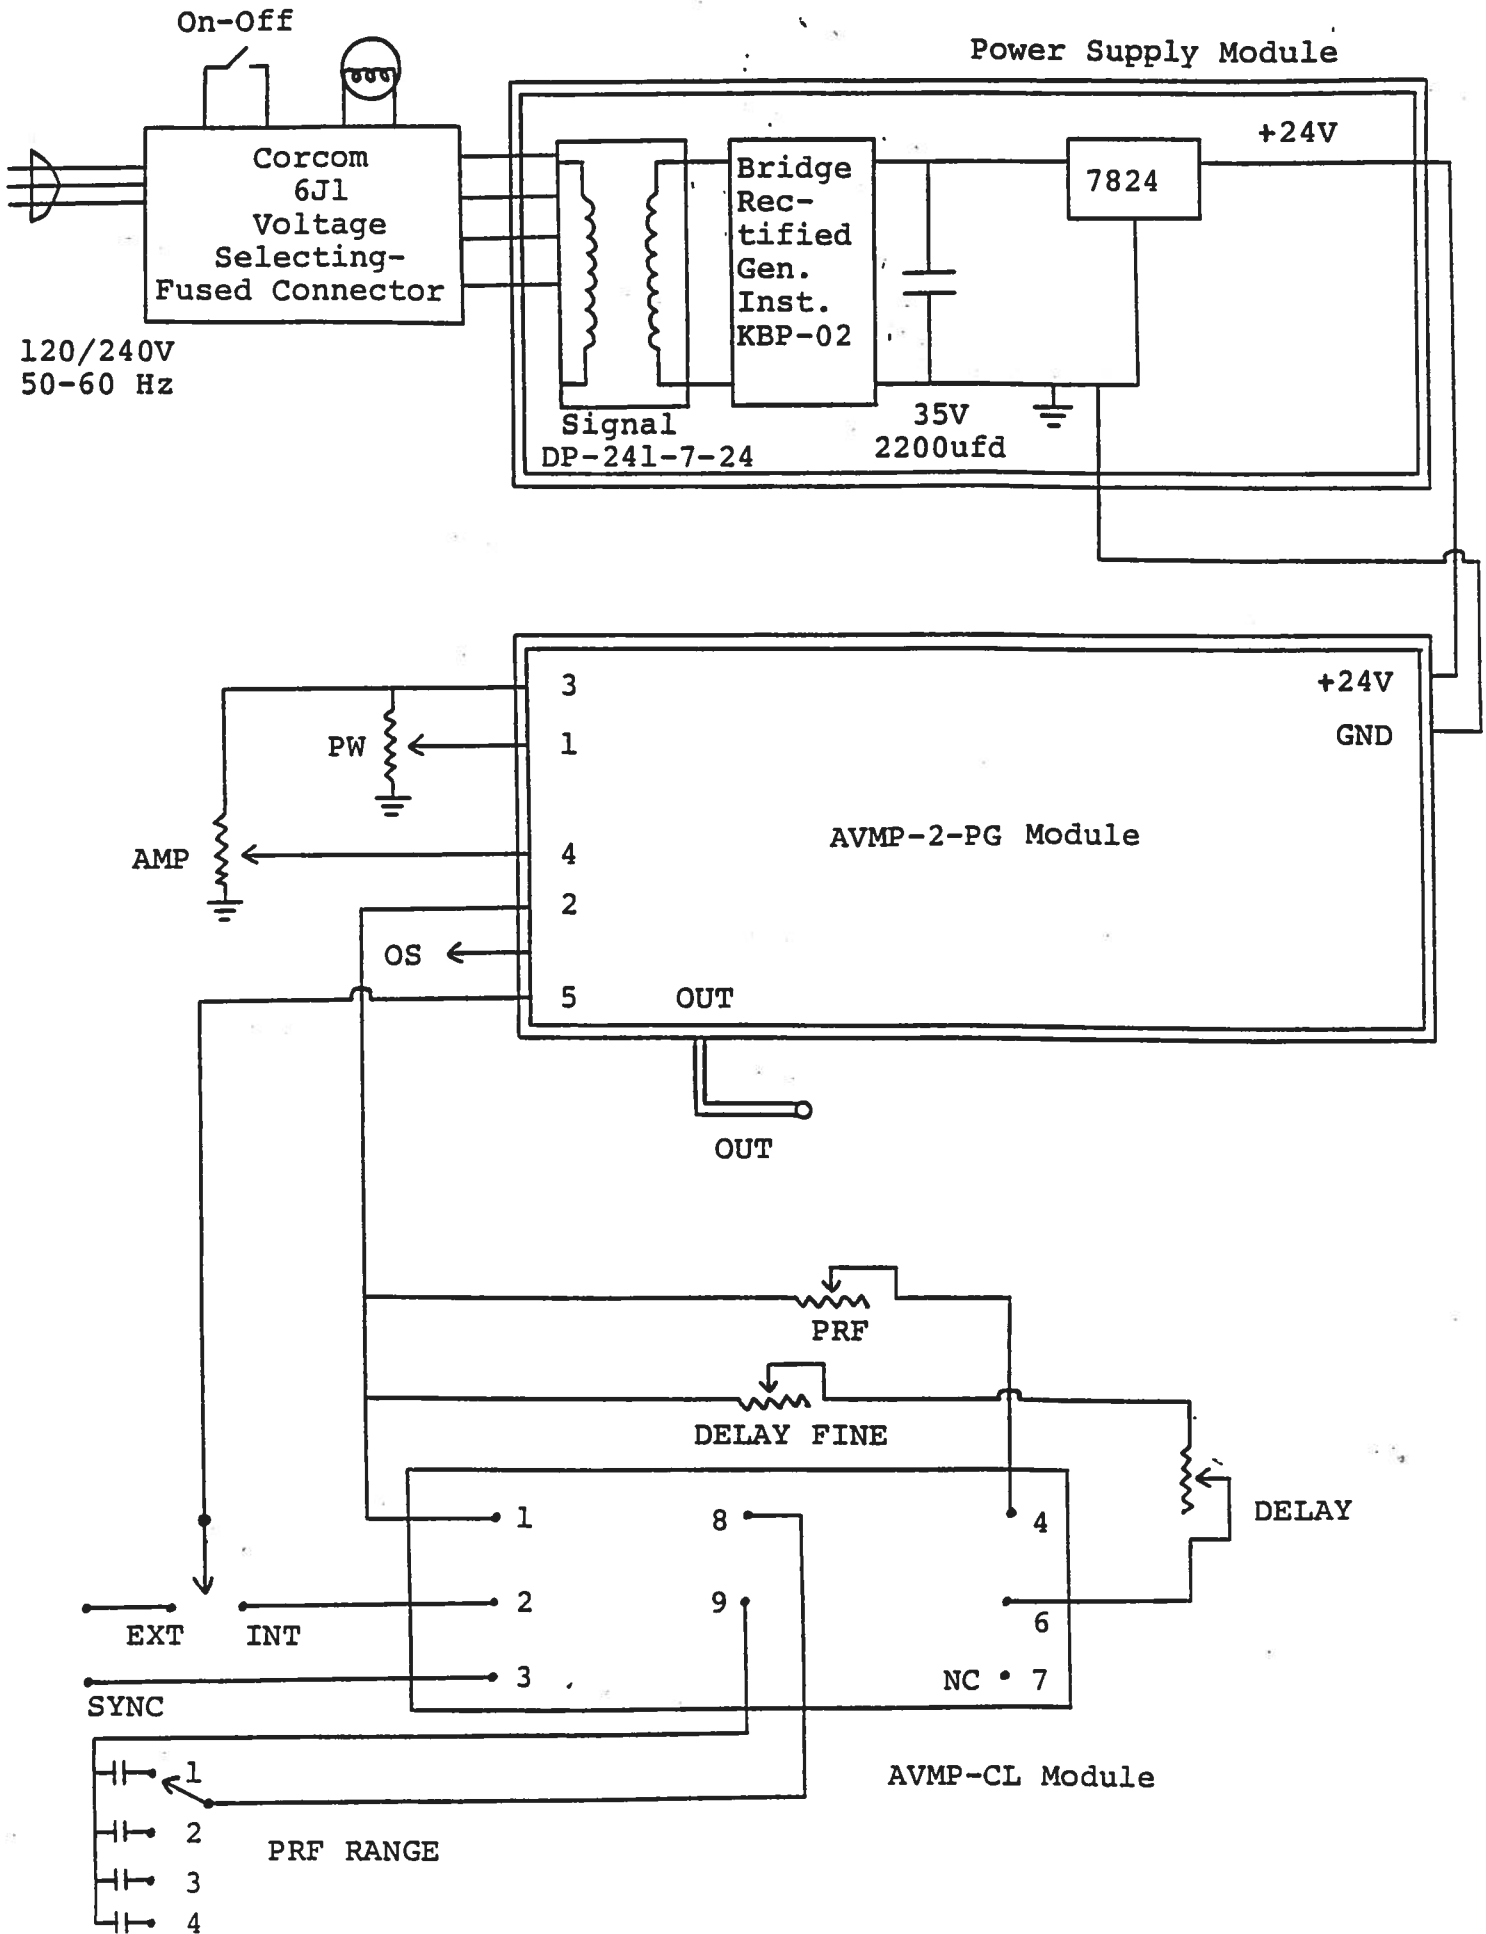 On-Off
Power Supply Module
Corcom
6J1
Voltage
Selecting-
Fused Connector
120/240V
50-60 Hz
Bridge
Rec-
tified
Gen.
Inst.
KBP-02
7824
+24V
Signal
DP-241-7-24
35V
2200ufd
3
+24V
PW
1
GND
AVMP-2-PG Module
AMP
4
2
OS
5
OUT
OUT
PRF
DELAY FINE
DELAY
1
8
4
2
9
6
EXT
INT
3
NC
7
SYNC
1
AVMP-CL Module
2
PRF RANGE
3
4